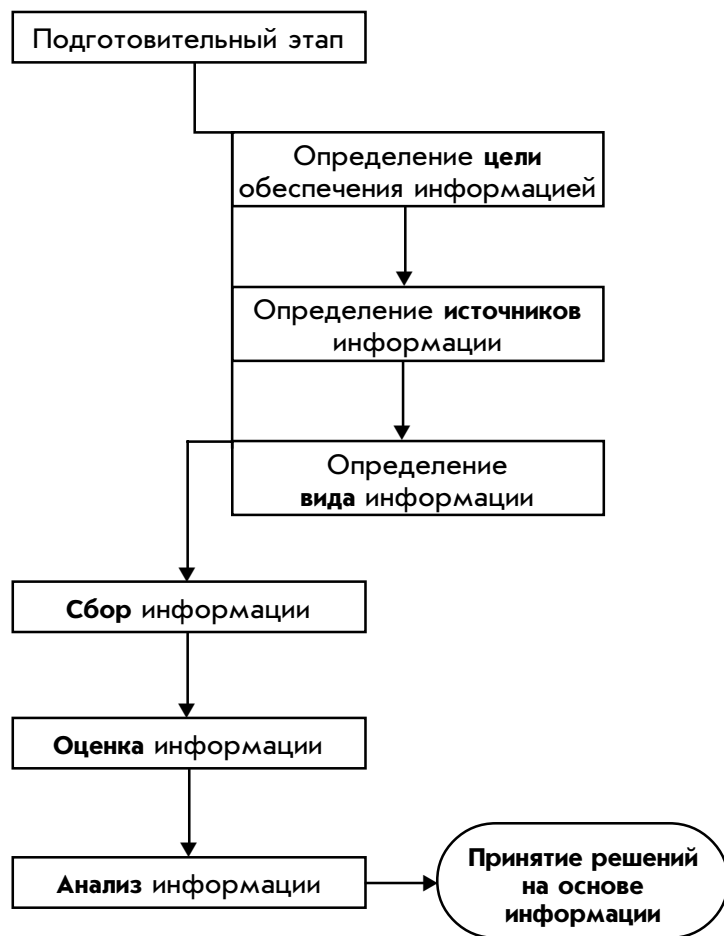 Подготовительный этап
Определение цели
обеспечения информацией
Определение источников
информации
Определение
вида информации
Сбор информации
Оценка информации
Анализ информации
Принятие решений
на основе
информации